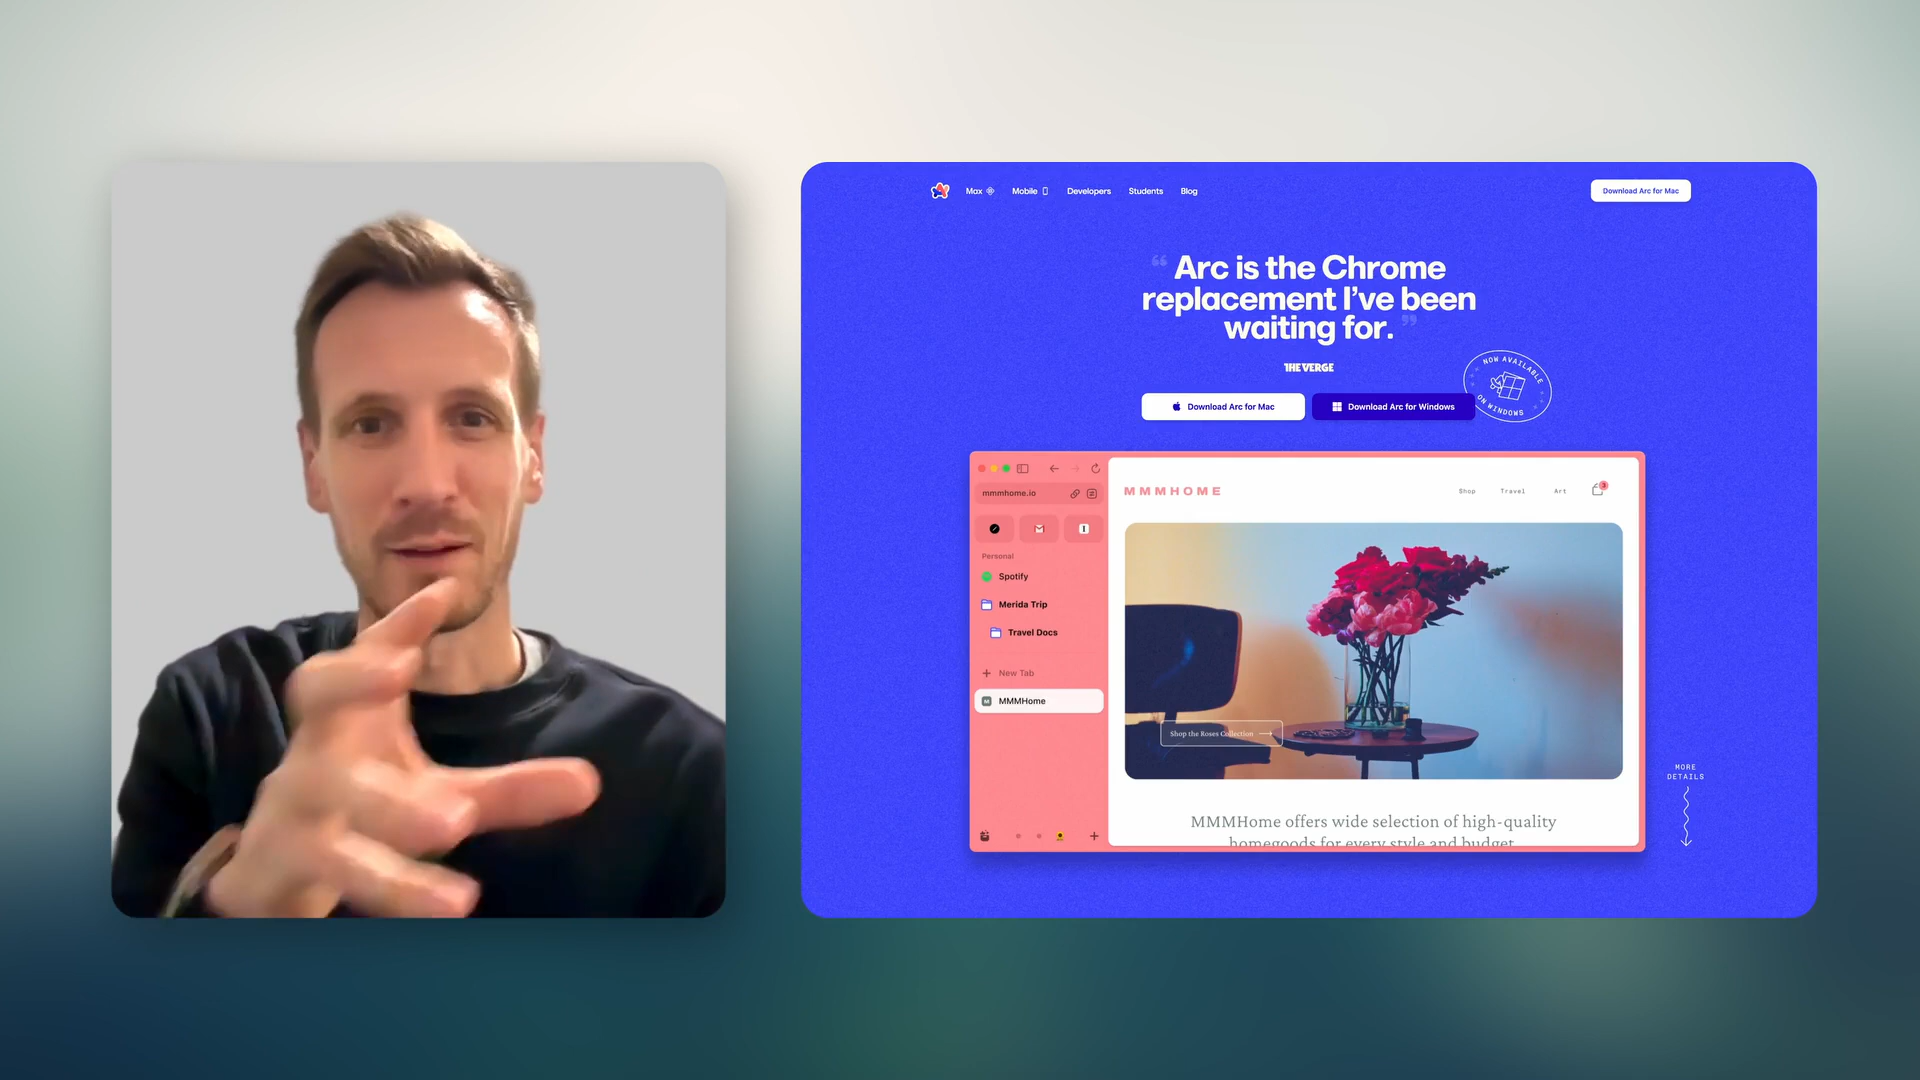 Max
Mobile
Developers
Students
Blog
Download Arc for Mac
“ Arc is the Chrome
replacement I’ve been
waiting for. ”
THE VERGE
NOW AVAILABLE
ON WINDOWS
Download Arc for Mac
Download Arc for Windows
mmmhome.io
Personal
Spotify
Merida Trip
Travel Docs
New Tab
M MMMHome
MMMHOME
Shop
Travel
Art
3
Shop the Roses Collection
MMMHome offers wide selection of high-quality
homegoods for every style and budget
MORE
DETAILS